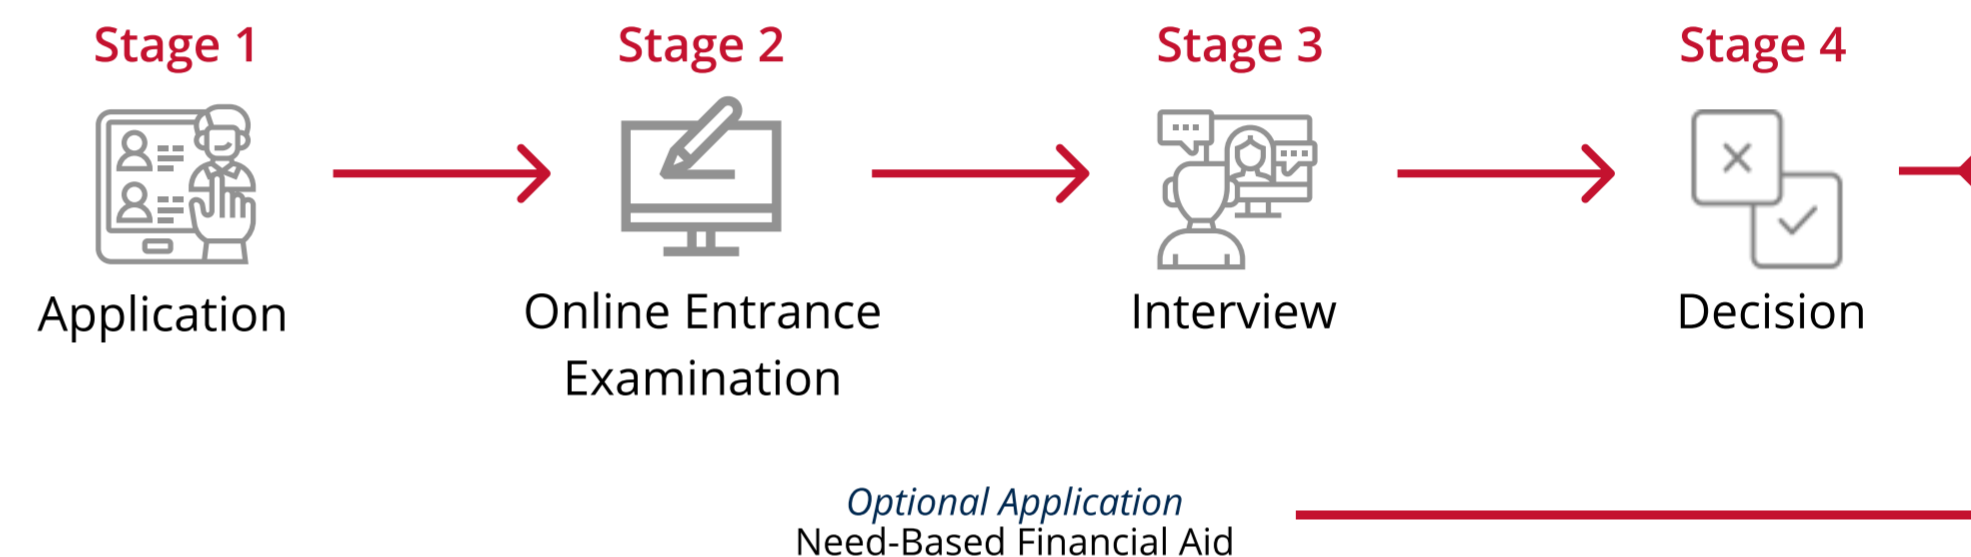 Stage 1
Stage 2
Stage 3
Stage 4
Application
Online Entrance
Examination
Interview
Decision
Optional Application
Need-Based Financial Aid